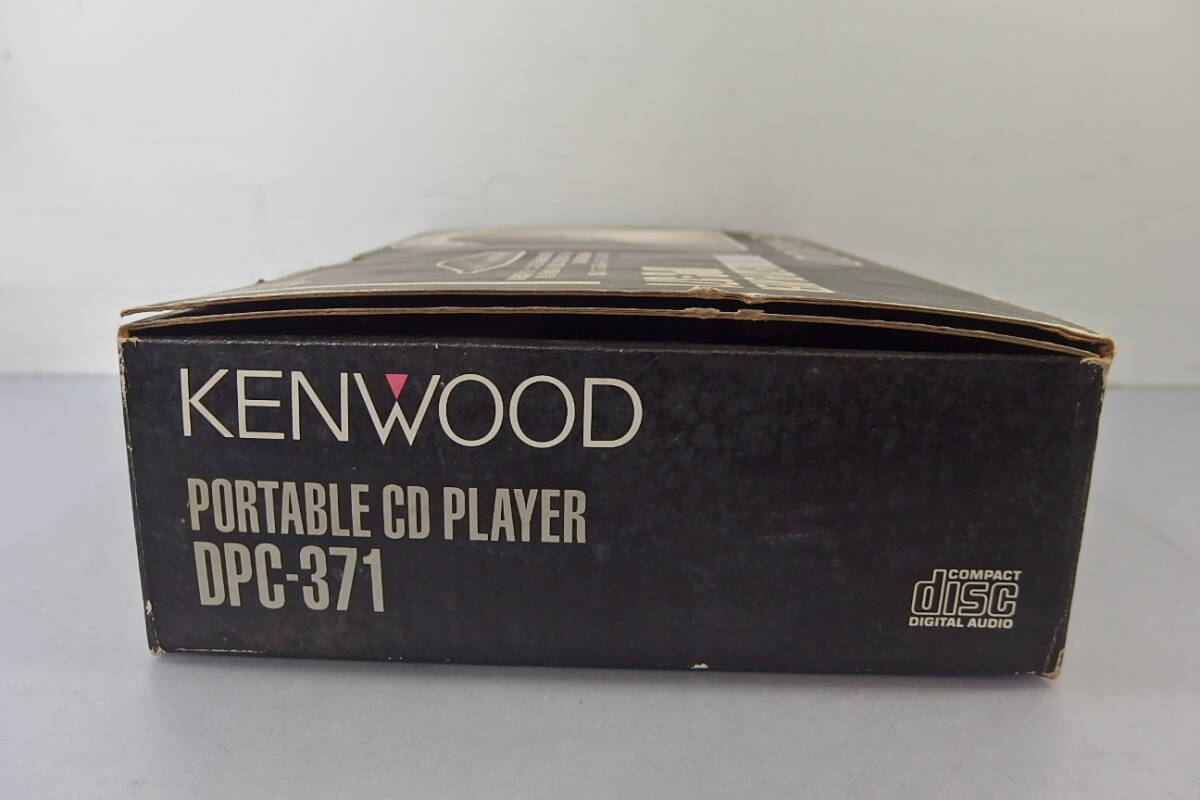 KENWOOD
PORTABLE CD PLAYER
DPC-371
COMPACT
disc
DIGITAL AUDIO